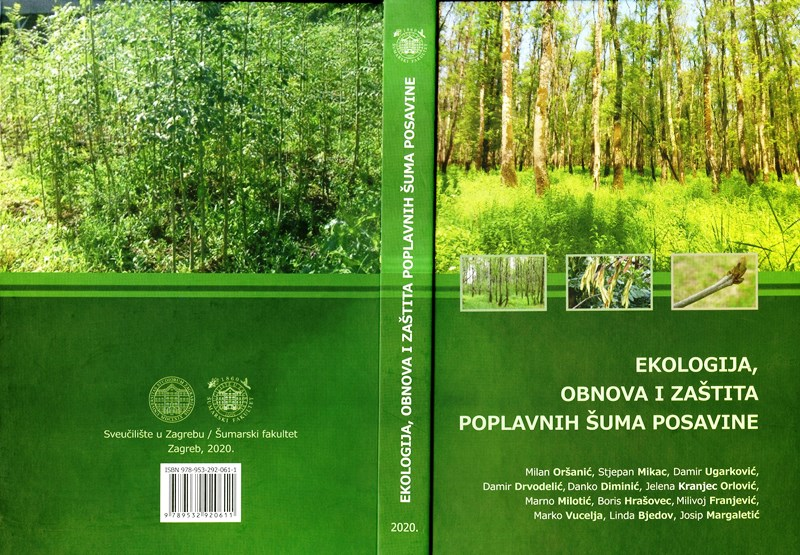 Sveučilište u Zagrebu / Šumarski fakultet
Zagreb, 2020.
ISBN 978-953-292-061-1
9 789532 920611
EKOLOGIJA, OBNOVA I ZAŠTITA POPLAVNIH ŠUMA POSAVINE
2020.
EKOLOGIJA,
OBNOVA I ZAŠTITA
POPLAVNIH ŠUMA POSAVINE
Milan Oršanić, Stjepan Mikac, Damir Ugarković,
Damir Drvodelić, Danko Diminić, Jelena Kranjec Orlović,
Marno Milotić, Boris Hrašovec, Milivoj Franjević,
Marko Vucelja, Linda Bjedov, Josip Margaletić